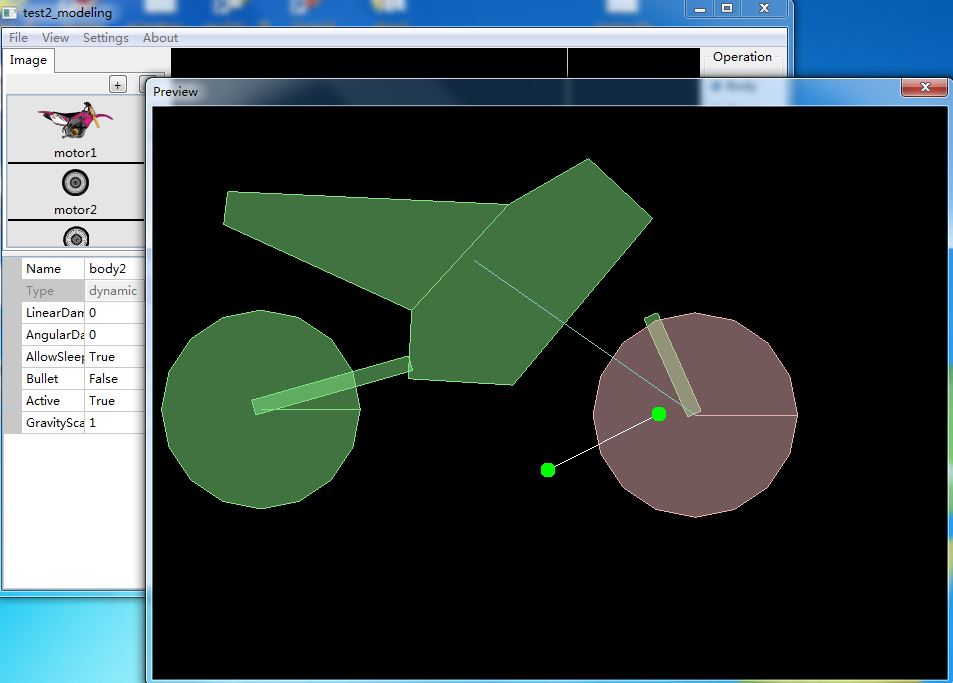 test2_modeling
File View Settings About
Image
Operation
+
Preview
motor1
motor2
Name body2
Type dynamic
LinearDam 0
AngularDa 0
AllowSleep True
Bullet False
Active True
GravitySca 1